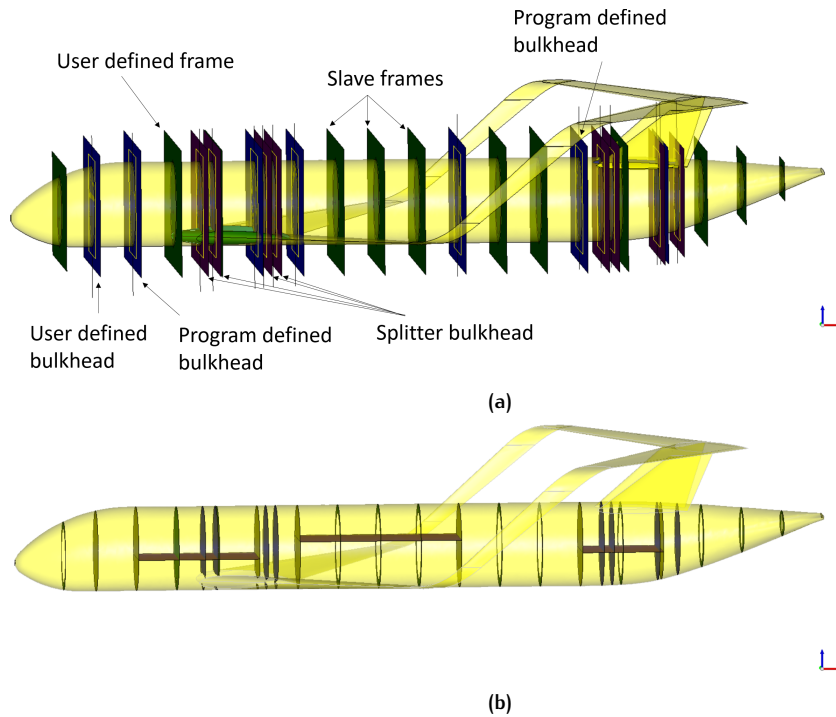 Program defined
bulkhead
User defined frame
Slave frames
User defined
bulkhead
Program defined
bulkhead
Splitter bulkhead
(a)
(b)